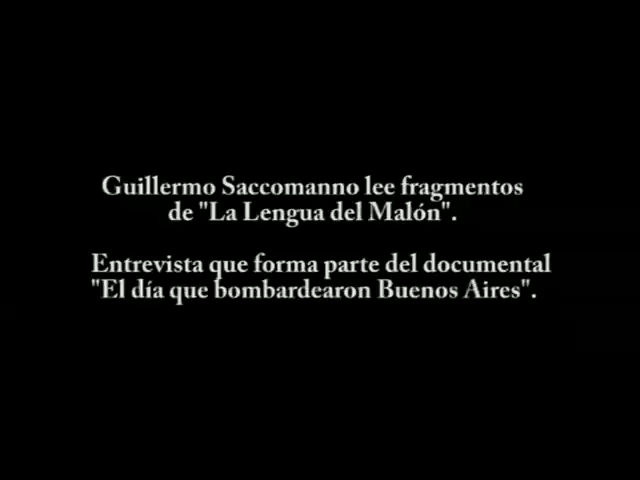 Guillermo Saccomanno lee fragmentos
de "La Lengua del Malón".
Entrevista que forma parte del documental
"El día que bombardearon Buenos Aires".